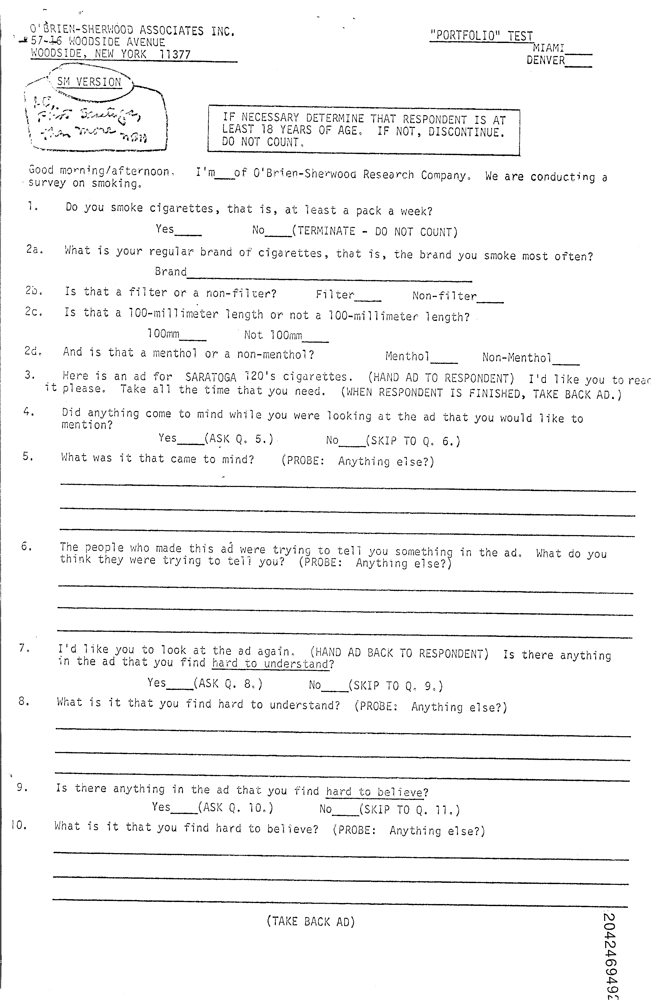 O'BRIEN-SHERWOOD ASSOCIATES INC.
57-16 WOODSIDE AVENUE
WOODSIDE, NEW YORK 11377
"PORTFOLIO" TEST
MIAMI____
DENVER____
SM VERSION
First Saratoga,
than more now
IF NECESSARY DETERMINE THAT RESPONDENT IS AT
LEAST 18 YEARS OF AGE. IF NOT, DISCONTINUE.
DO NOT COUNT.
Good morning/afternoon. I'm___of O'Brien-Sherwood Research Company. We are conducting a
survey on smoking.
1. Do you smoke cigarettes, that is, at least a pack a week?
Yes____ No____(TERMINATE - DO NOT COUNT)
2a. What is your regular brand of cigarettes, that is, the brand you smoke most often?
Brand____
2b. Is that a filter or a non-filter? Filter____ Non-filter____
2c. Is that a 100-millimeter length or not a 100-millimeter length?
100mm____ Not 100mm____
2d. And is that a menthol or a non-menthol? Menthol____ Non-Menthol____
3. Here is an ad for SARATOGA 120's cigarettes. (HAND AD TO RESPONDENT) I'd like you to read
it please. Take all the time that you need. (WHEN RESPONDENT IS FINISHED, TAKE BACK AD.)
4. Did anything come to mind while you were looking at the ad that you would like to
mention?
Yes____(ASK Q. 5.) No____(SKIP TO Q. 6.)
5. What was it that came to mind? (PROBE: Anything else?)
6. The people who made this ad were trying to tell you something in the ad. What do you
think they were trying to tell you? (PROBE: Anything else?)
7. I'd like you to look at the ad again. (HAND AD BACK TO RESPONDENT) Is there anything
in the ad that you find hard to understand?
Yes____(ASK Q. 8.) No____(SKIP TO Q. 9.)
8. What is it that you find hard to understand? (PROBE: Anything else?)
9. Is there anything in the ad that you find hard to believe?
Yes____(ASK Q. 10.) No____(SKIP TO Q. 11.)
10. What is it that you find hard to believe? (PROBE: Anything else?)
(TAKE BACK AD)
2042469492